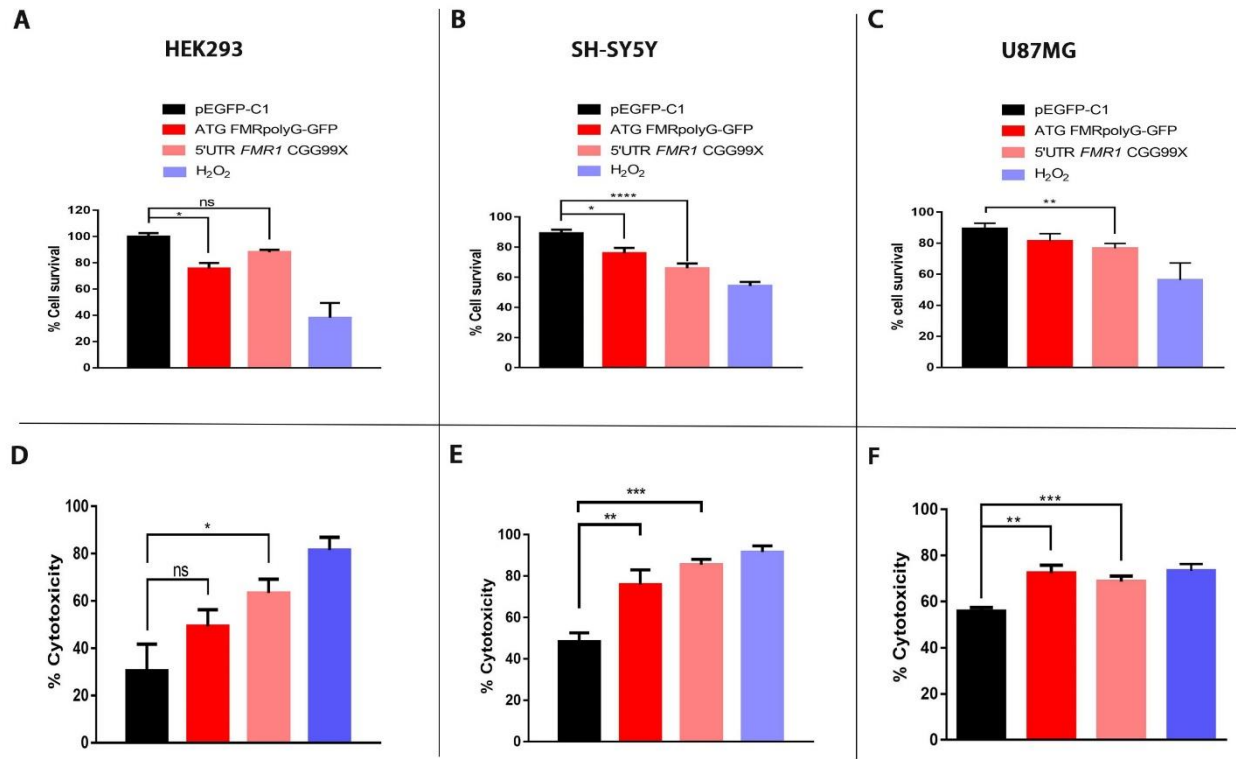 A
HEK293
pEGFP-C1
ATG FMRpolyG-GFP
5'UTR FMR1 CGG99X
H₂O₂
ns
*
% Cell survival
120
100
80
60
40
20
0
B
SH-SY5Y
pEGFP-C1
ATG FMRpolyG-GFP
5'UTR FMR1 CGG99X
H₂O₂
****
*
% Cell survival
100
80
60
40
20
0
C
U87MG
pEGFP-C1
ATG FMRpolyG-GFP
5'UTR FMR1 CGG99X
H₂O₂
**
% cell survival
100
80
60
40
20
0
D
*
ns
% Cytotoxicity
100
80
60
40
20
0
E
***
**
% Cytotoxicity
100
80
60
40
20
0
F
***
**
% Cytotoxicity
100
80
60
40
20
0